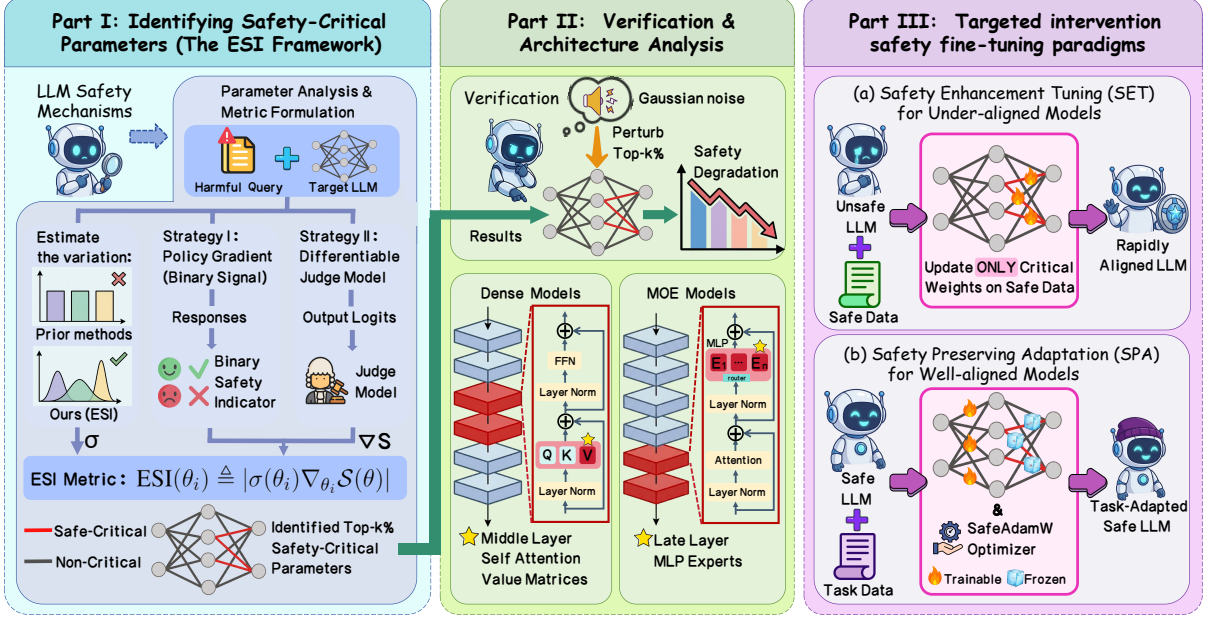 Part I: Identifying Safety-Critical
Parameters (The ESI Framework)
LLM Safety
Mechanisms
Parameter Analysis &
Metric Formulation
Harmful Query
Target LLM
Estimate
the variation:
Prior methods
Ours (ESI)
σ
Strategy I:
Policy Gradient
(Binary Signal)
Responses
Binary
Safety
Indicator
Strategy II:
Differentiable
Judge Model
Output Logits
Judge
Model
∇S
ESI Metric: ESI(θᵢ) ≜ |σ(θᵢ)∇_{θᵢ}𝒮(θ)|
Safe-Critical
Non-Critical
Identified Top-k%
Safety-Critical
Parameters
Part II: Verification &
Architecture Analysis
Verification
Gaussian noise
Perturb
Top-k%
Safety
Degradation
Results
Dense Models
FFN
Layer Norm
Q K V
Layer Norm
Middle Layer
Self Attention
Value Matrices
MOE Models
MLP
E₁ ... Eₙ
router
Layer Norm
Attention
Layer Norm
Late Layer
MLP Experts
Part III: Targeted intervention
safety fine-tuning paradigms
(a) Safety Enhancement Tuning (SET)
for Under-aligned Models
Unsafe
LLM
Safe Data
Update ONLY Critical
Weights on Safe Data
Rapidly
Aligned LLM
(b) Safety Preserving Adaptation (SPA)
for Well-aligned Models
Safe
LLM
Task Data
&
SafeAdamW
Optimizer
Trainable
Frozen
Task-Adapted
Safe LLM